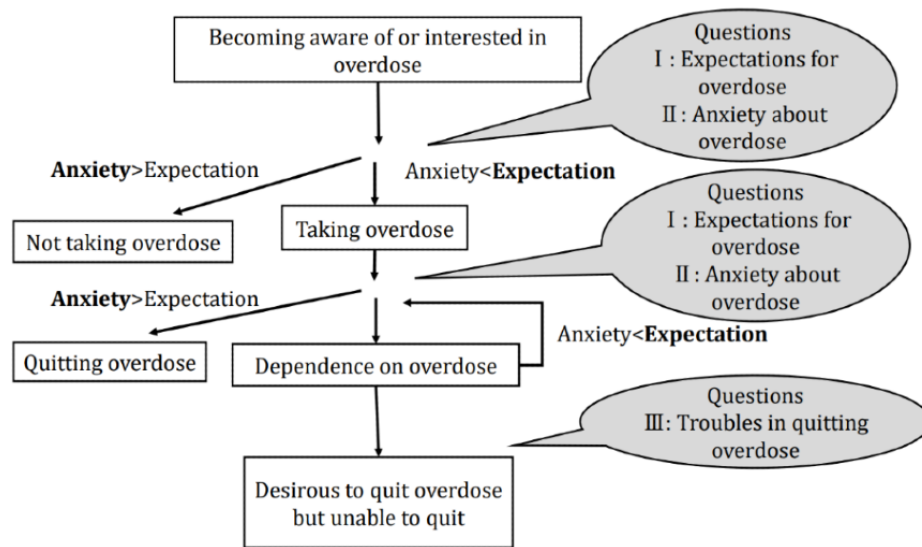 Becoming aware of or interested in
overdose
Questions
Ⅰ : Expectations for
overdose
Ⅱ : Anxiety about
overdose
Anxiety>Expectation
Anxiety<Expectation
Not taking overdose
Taking overdose
Questions
Ⅰ : Expectations for
overdose
Ⅱ : Anxiety about
overdose
Anxiety>Expectation
Anxiety<Expectation
Quitting overdose
Dependence on overdose
Questions
Ⅲ: Troubles in quitting
overdose
Desirous to quit overdose
but unable to quit